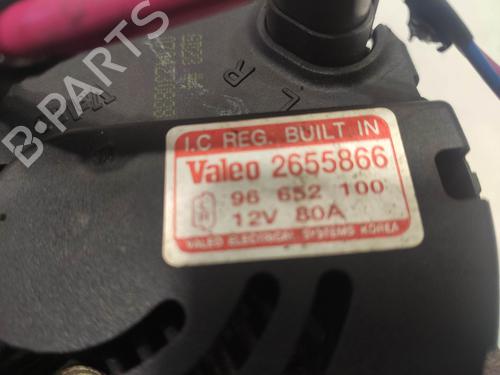 I.C REG. BUILT IN
Valeo 2655866
96 652 100
12V 80A
VALEO ELECTRICAL SYSTEMS KOREA
L R
B-PARTS